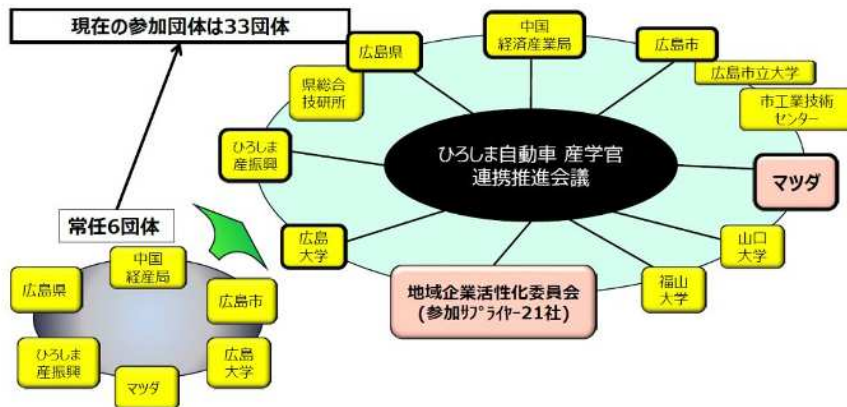 現在の参加団体は33団体
広島県
中国
経済産業局
広島市
県総合
技研所
広島市立大学
市工業技術
センター
ひろしま
産振興
ひろしま自動車 産学官
連携推進会議
マツダ
広島
大学
山口
大学
地域企業活性化委員会
(参加ｻﾌﾟﾗｲﾔｰ21社)
福山
大学
常任6団体
中国
経産局
広島県
広島市
ひろしま
産振興
広島
大学
マツダ